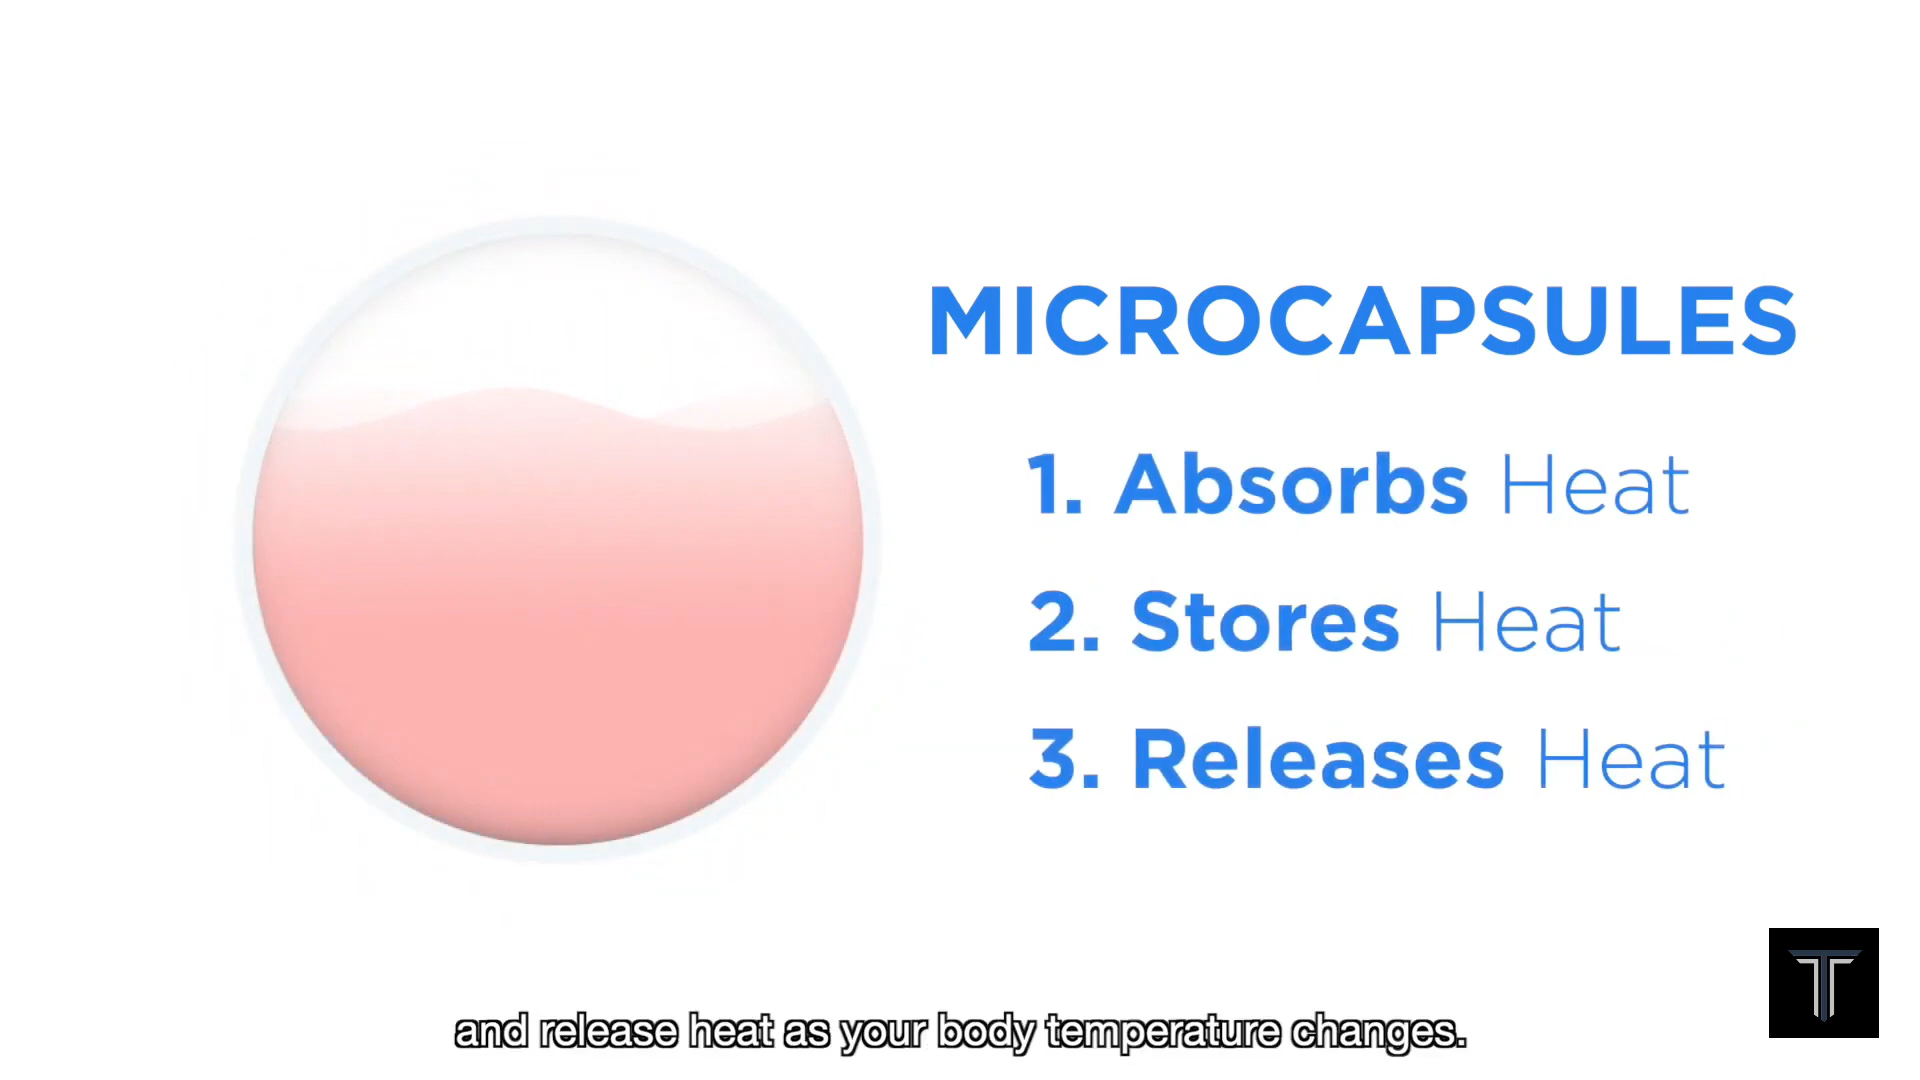 MICROCAPSULES
1. Absorbs Heat
2. Stores Heat
3. Releases Heat
and release heat as your body temperature changes.